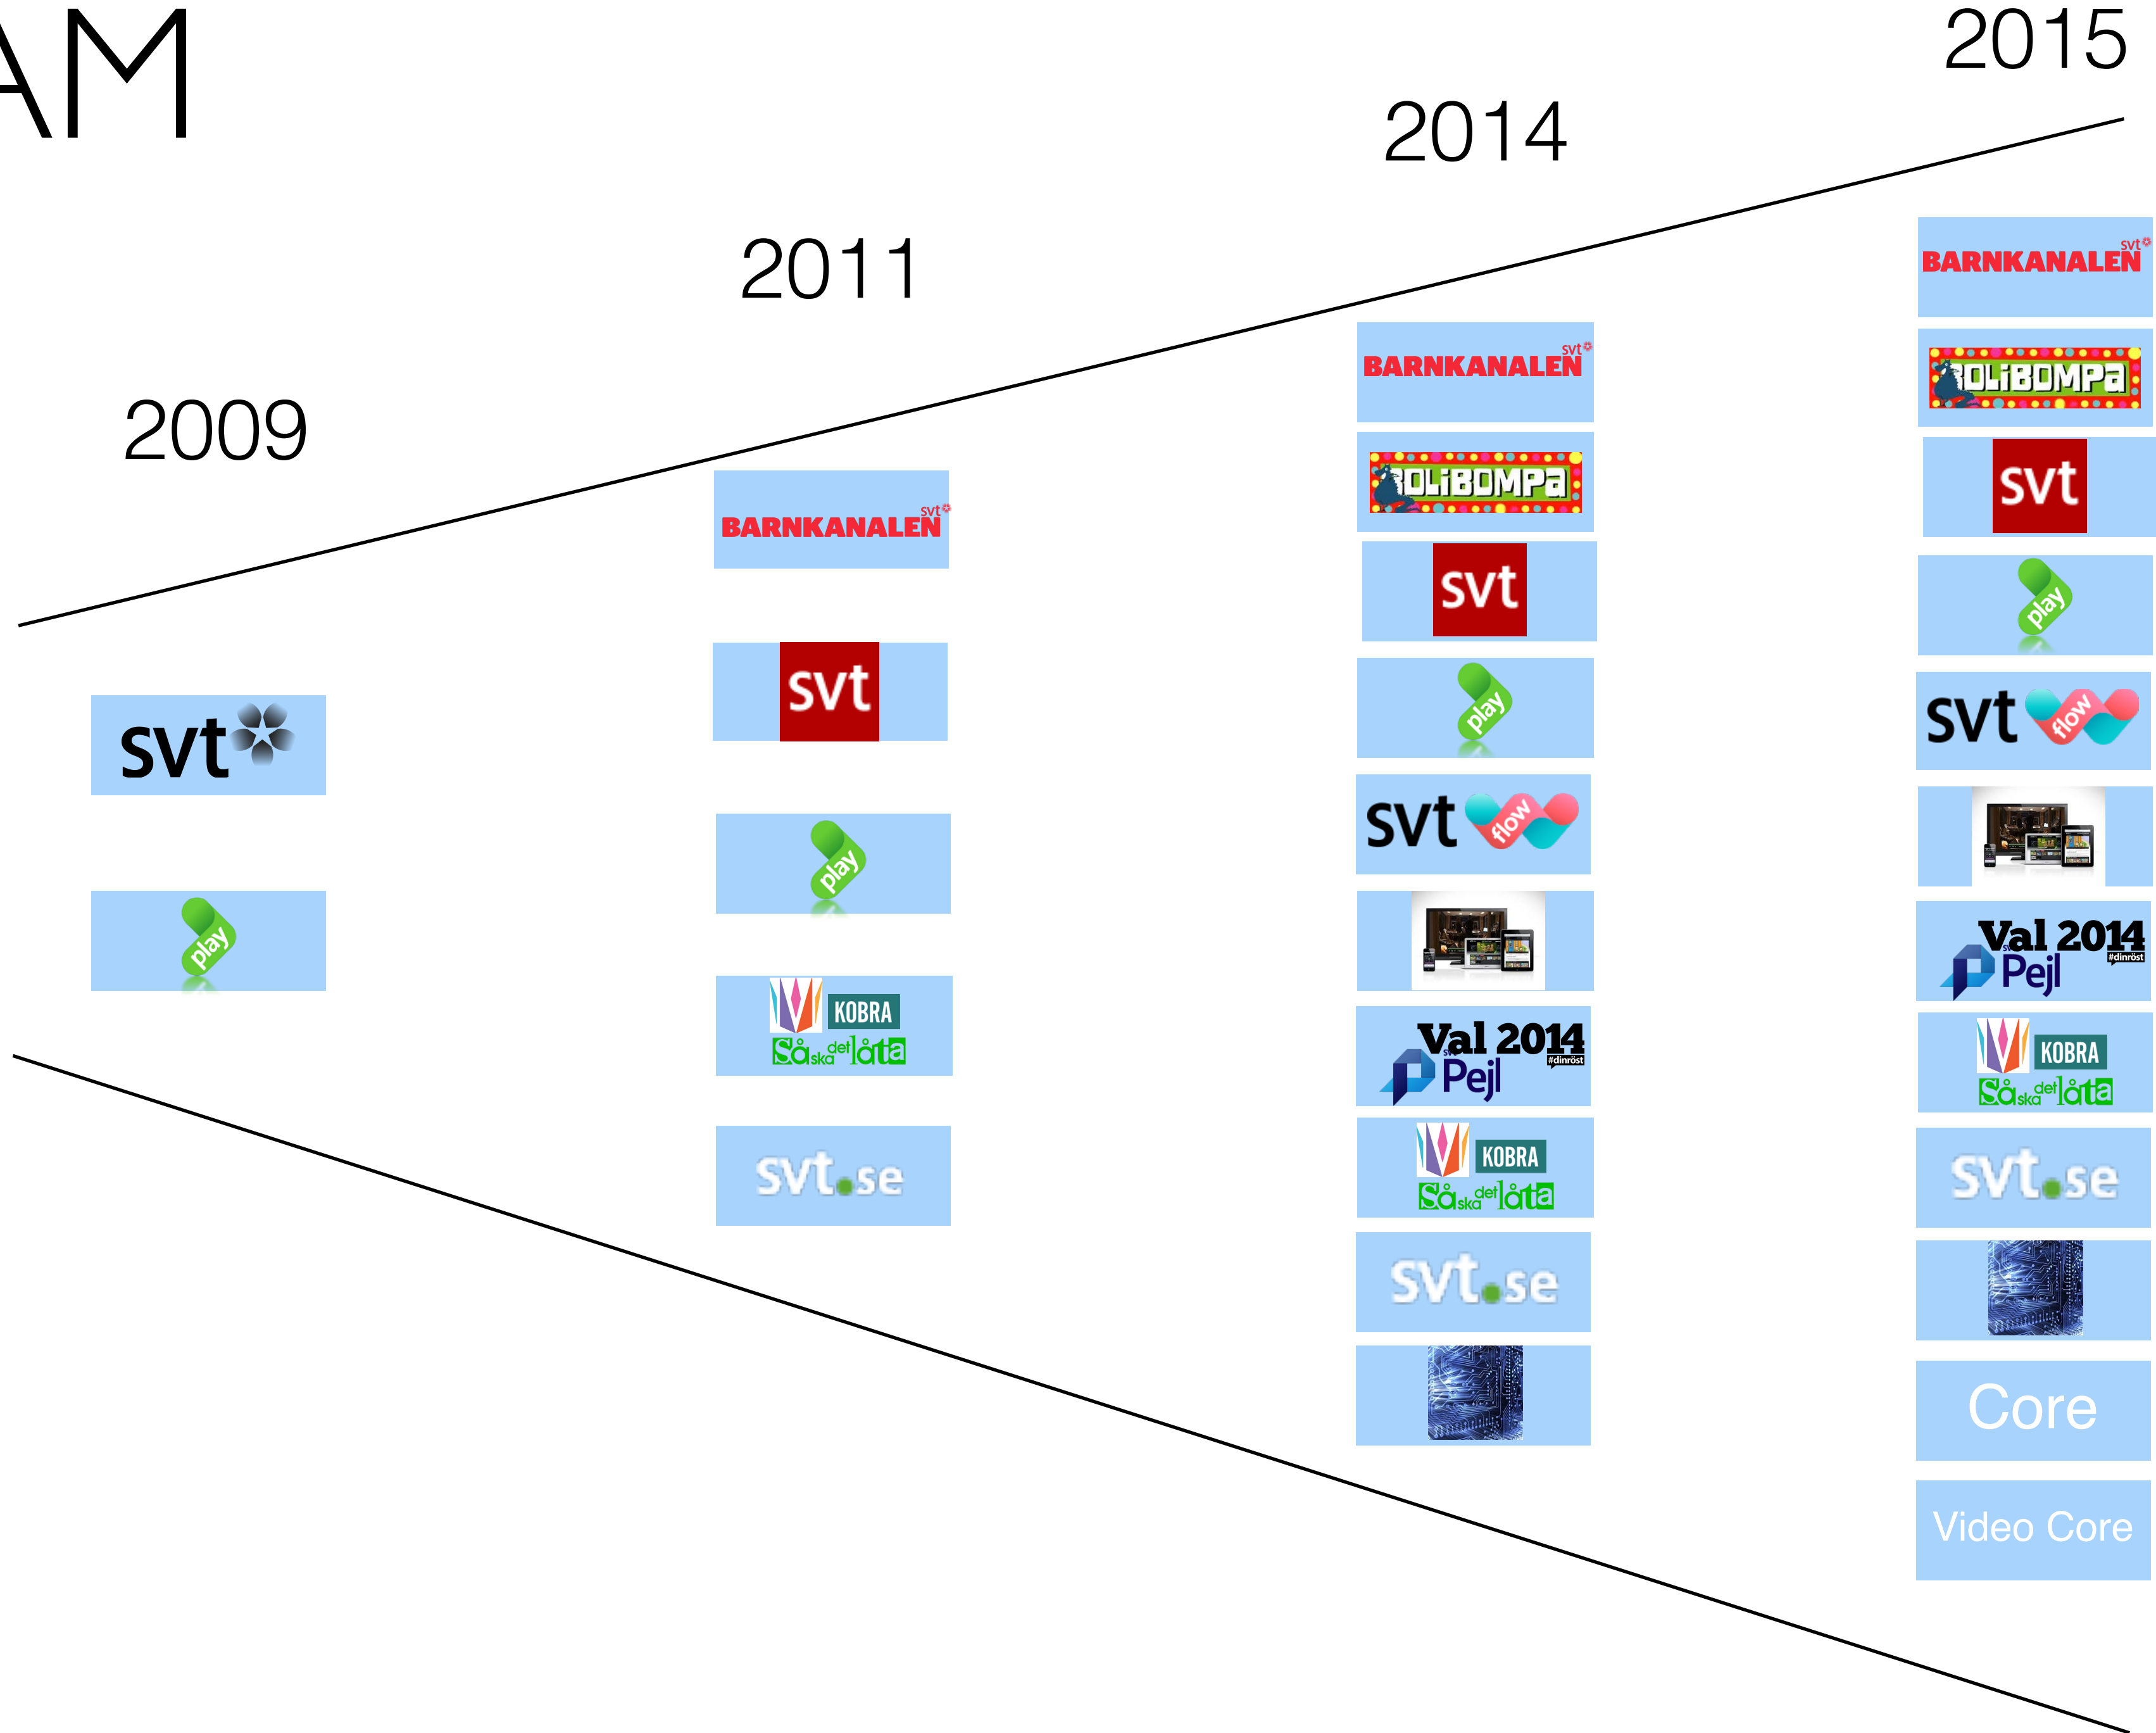 AM
2009
svt
play
2011
BARNKANALEN svt
svt
play
KOBRA
Så ska det låta
svt.se
2014
BARNKANALEN svt
BOLiBOMPa
svt
play
svt flow
Val 2014
#dinröst
Pejl
KOBRA
Så ska det låta
svt.se
2015
BARNKANALEN svt
BOLiBOMPa
svt
play
svt flow
Val 2014
#dinröst
Pejl
KOBRA
Så ska det låta
svt.se
Core
Video Core